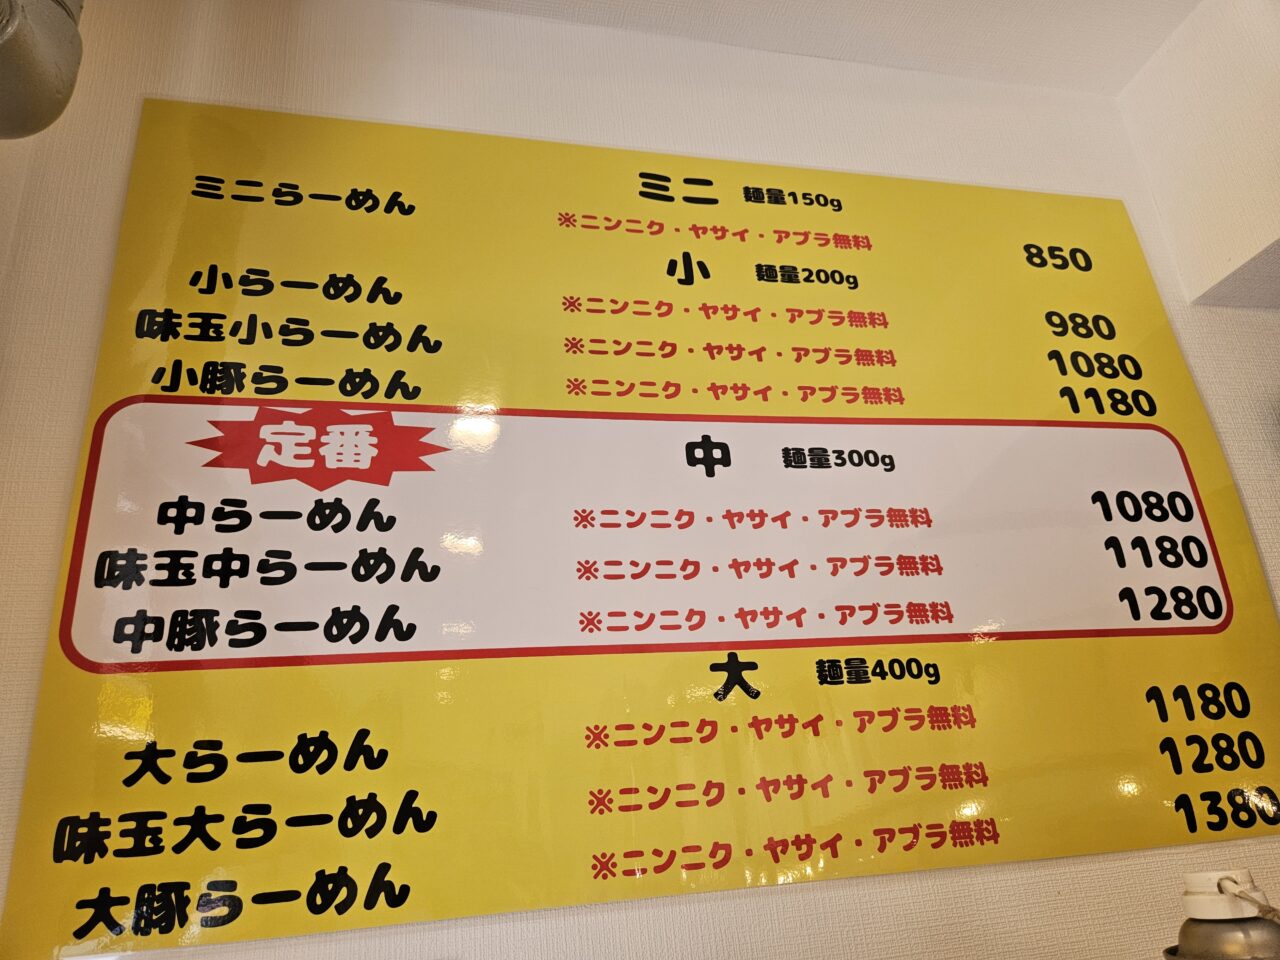 ミニ 麺量150g
ミニらーめん ※ニンニク・ヤサイ・アブラ無料 850
小 麺量200g
小らーめん ※ニンニク・ヤサイ・アブラ無料 980
味玉小らーめん ※ニンニク・ヤサイ・アブラ無料 1080
小豚らーめん ※ニンニク・ヤサイ・アブラ無料 1180
定番 中 麺量300g
中らーめん ※ニンニク・ヤサイ・アブラ無料 1080
味玉中らーめん ※ニンニク・ヤサイ・アブラ無料 1180
中豚らーめん ※ニンニク・ヤサイ・アブラ無料 1280
大 麺量400g
大らーめん ※ニンニク・ヤサイ・アブラ無料 1180
味玉大らーめん ※ニンニク・ヤサイ・アブラ無料 1280
大豚らーめん ※ニンニク・ヤサイ・アブラ無料 1380